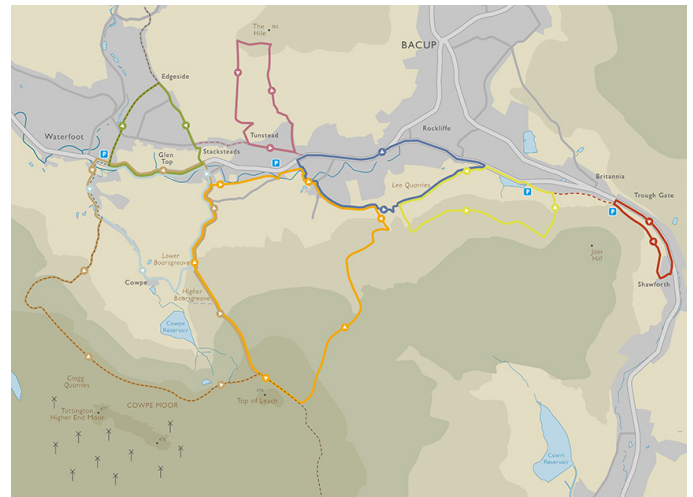 The
Hile
BACUP
Edgeside
Waterfoot
Tunstead
Rockliffe
P
Glen
Top
Stacksteads
P
Lee Quarries
Britannia
P
Trough Gate
P
Lower
Boarsgreave
Cowpe
Higher
Boarsgreave
Hill
Shawforth
Cowpe
Reservoir
Cragg
Quarries
COWPE MOOR
Top of Leach
Tottington
Higher End Moor
Cowm
Reservoir